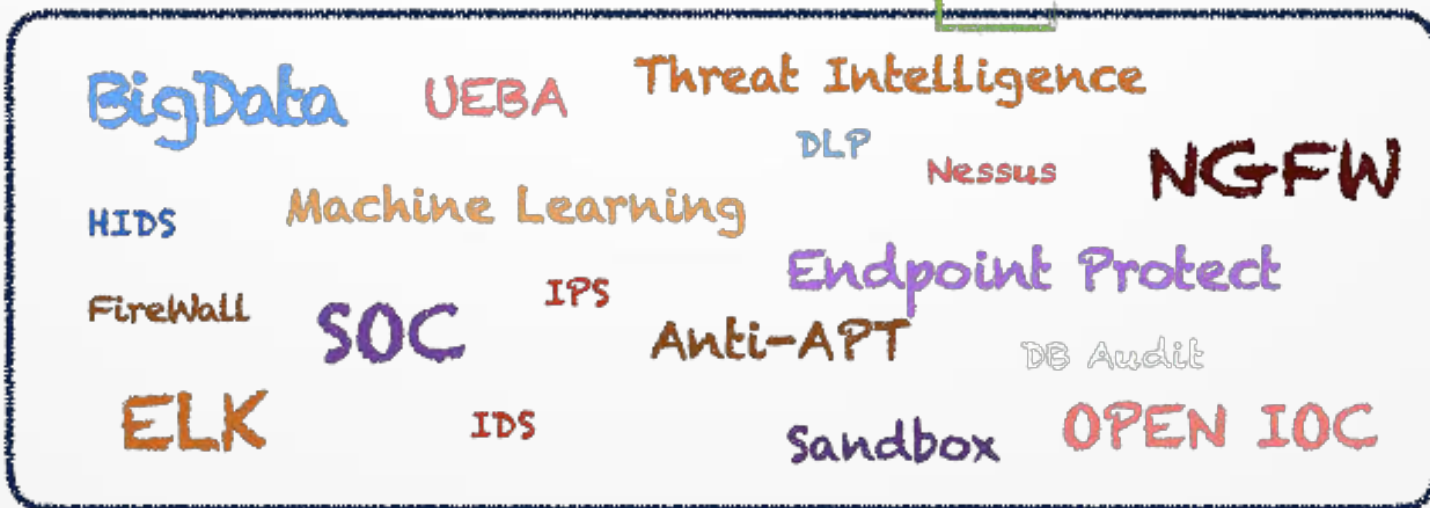 BigData
UEBA
Threat Intelligence
DLP
Nessus
NGFW
HIDS
Machine Learning
Endpoint Protect
FireWall
SOC
IPS
Anti-APT
DB Audit
ELK
IDS
Sandbox
OPEN IOC